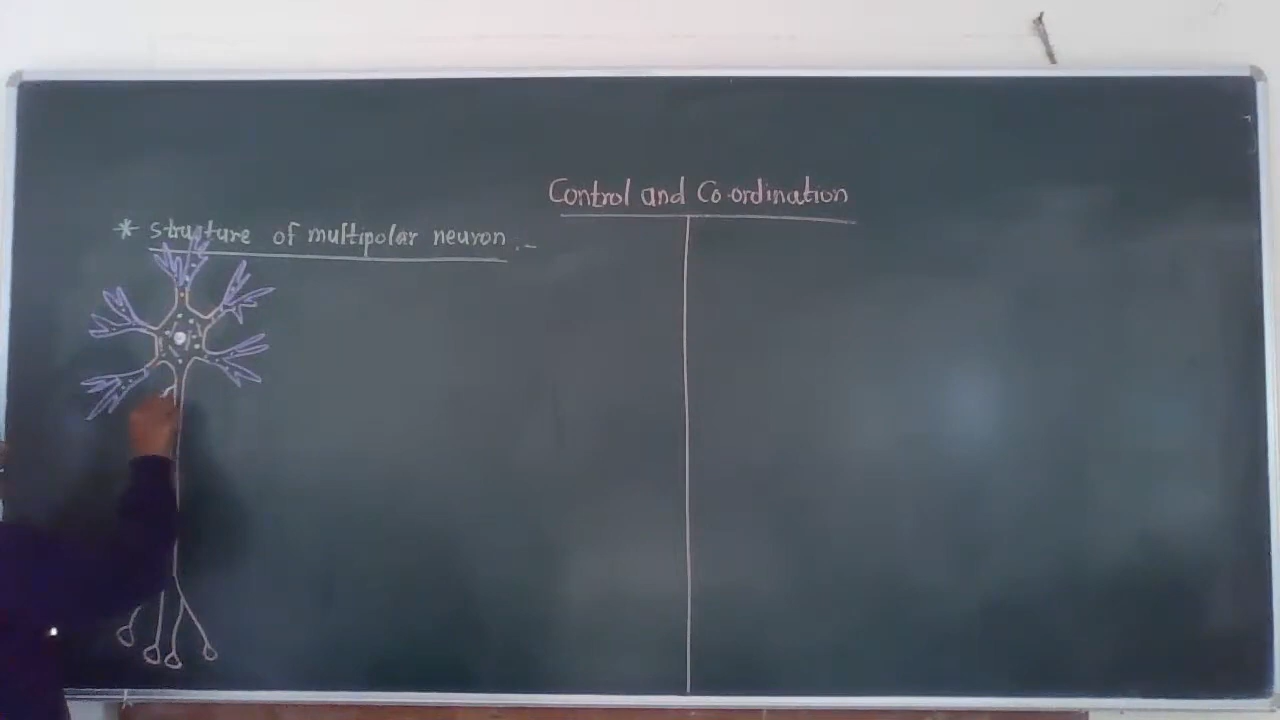 Control and Co-ordination
* Structure of multipolar neuron :-